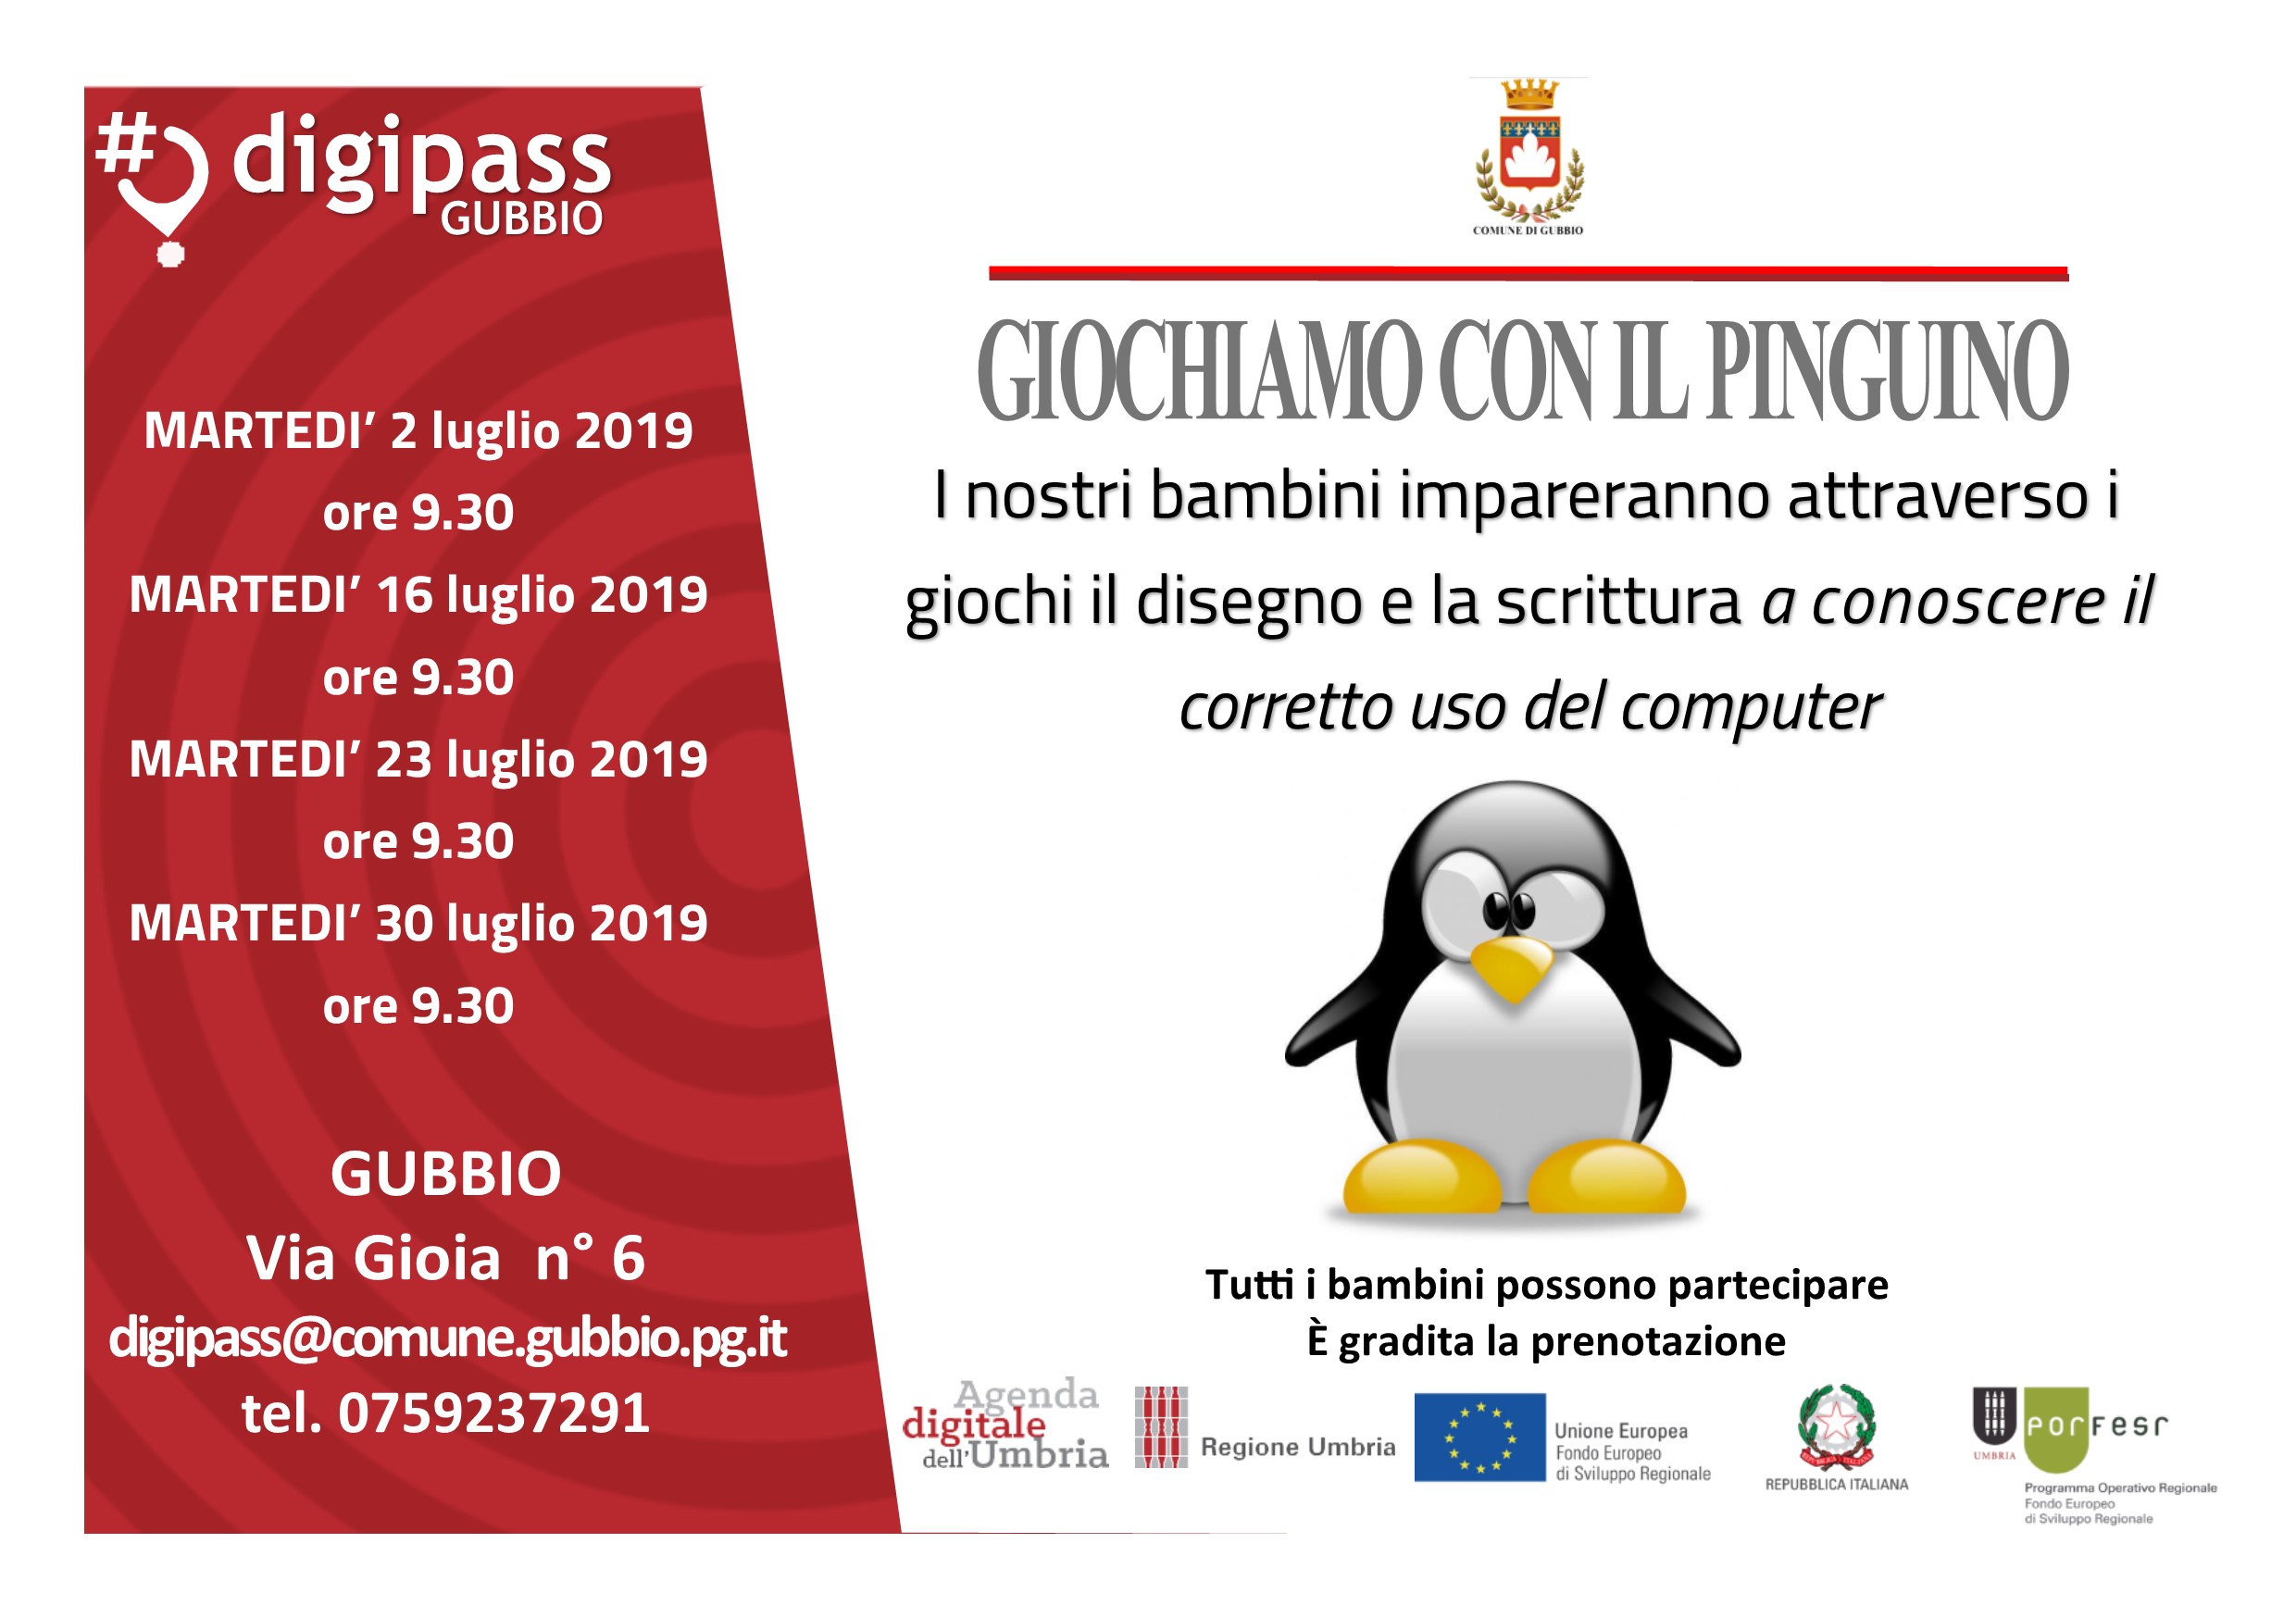 # digipass
GUBBIO
MARTEDI’ 2 luglio 2019
ore 9.30
MARTEDI’ 16 luglio 2019
ore 9.30
MARTEDI’ 23 luglio 2019
ore 9.30
MARTEDI’ 30 luglio 2019
ore 9.30
GUBBIO
Via Gioia n° 6
digipass@comune.gubbio.pg.it
tel. 0759237291
COMUNE DI GUBBIO
GIOCHIAMO CON IL PINGUINO
I nostri bambini impareranno attraverso i
giochi il disegno e la scrittura a conoscere il
corretto uso del computer
Tutti i bambini possono partecipare
È gradita la prenotazione
Agenda
digitale
dell'Umbria
Regione Umbria
Unione Europea
Fondo Europeo
di Sviluppo Regionale
REPUBBLICA ITALIANA
UMBRIA
Porfesr
Programma Operativo Regionale
Fondo Europeo
di Sviluppo Regionale